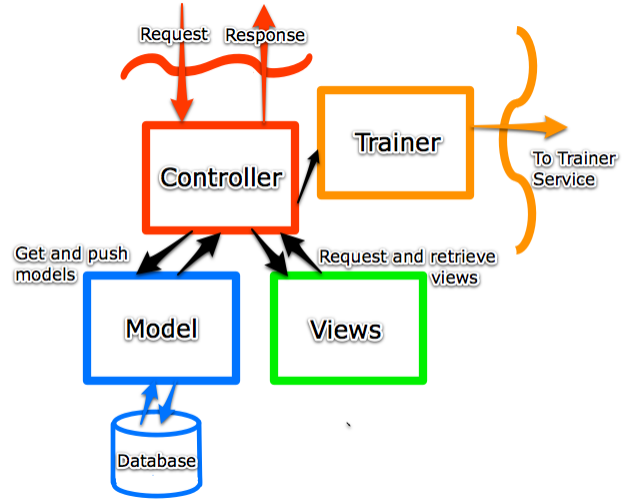 Request
Response
Trainer
Controller
To Trainer
Service
Get and push
models
Request and retrieve
views
Model
Views
Database